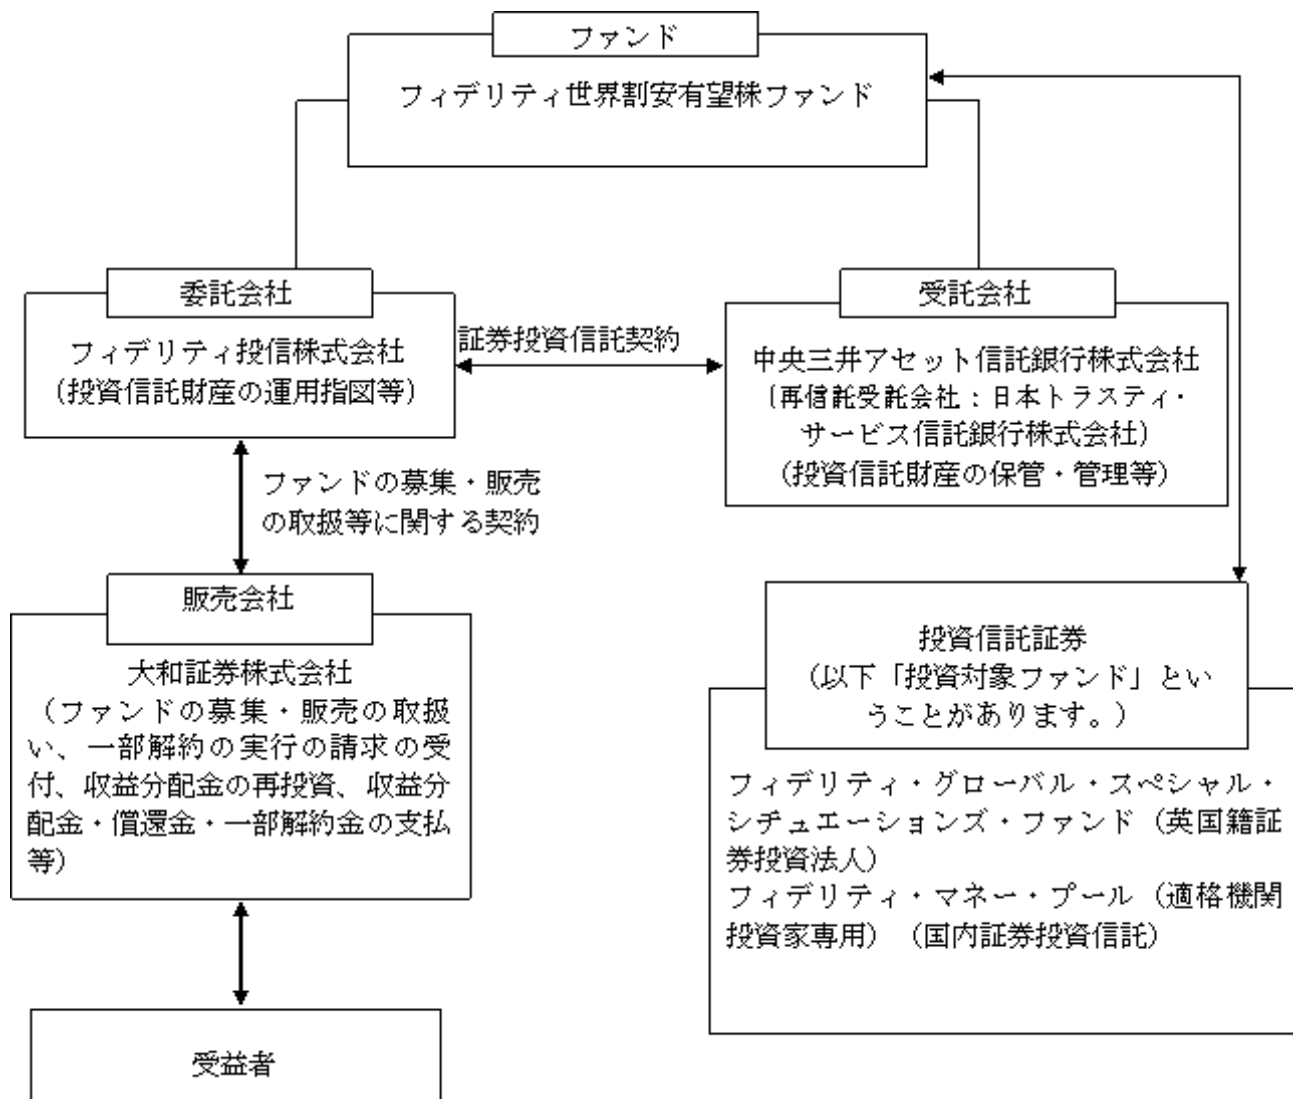 ファンド
フィデリティ世界割安有望株ファンド
委託会社
フィデリティ投信株式会社
（投資信託財産の運用指図等）
証券投資信託契約
受託会社
中央三井アセット信託銀行株式会社
（再信託受託会社：日本トラスティ・
サービス信託銀行株式会社）
（投資信託財産の保管・管理等）
ファンドの募集・販売
の取扱等に関する契約
販売会社
大和証券株式会社
（ファンドの募集・販売の取扱
い、一部解約の実行の請求の受
付、収益分配金の再投資、収益分
配金・償還金・一部解約金の支払
等）
受益者
投資信託証券
（以下「投資対象ファンド」とい
うことがあります。）
フィデリティ・グローバル・スペシャル・
シチュエーションズ・ファンド（英国籍証
券投資法人）
フィデリティ・マネー・プール（適格機関
投資家専用）（国内証券投資信託）